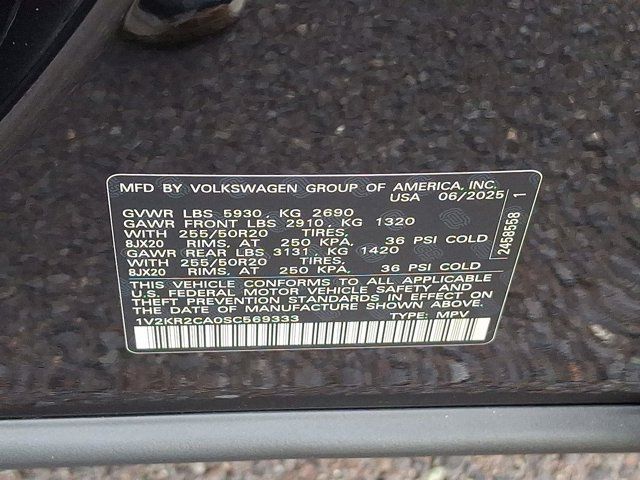 MFD BY VOLKSWAGEN GROUP OF AMERICA, INC.
USA 06/2025
GVWR LBS 5930, KG 2690
GAWR FRONT LBS 2910, KG 1320
WITH 255/50R20 TIRES,
8JX20 RIMS, AT 250 KPA, 36 PSI COLD
GAWR REAR LBS 3131 KG 1420
WITH 255/50R20 TIRES,
8JX20 RIMS, AT 250 KPA, 36 PSI COLD
THIS VEHICLE CONFORMS TO ALL APPLICABLE
U.S. FEDERAL MOTOR VEHICLE SAFETY AND
THEFT PREVENTION STANDARDS IN EFFECT ON
THE DATE OF MANUFACTURE SHOWN ABOVE.
1V2KR2CA0SC569333 TYPE: MPV
2458558 1